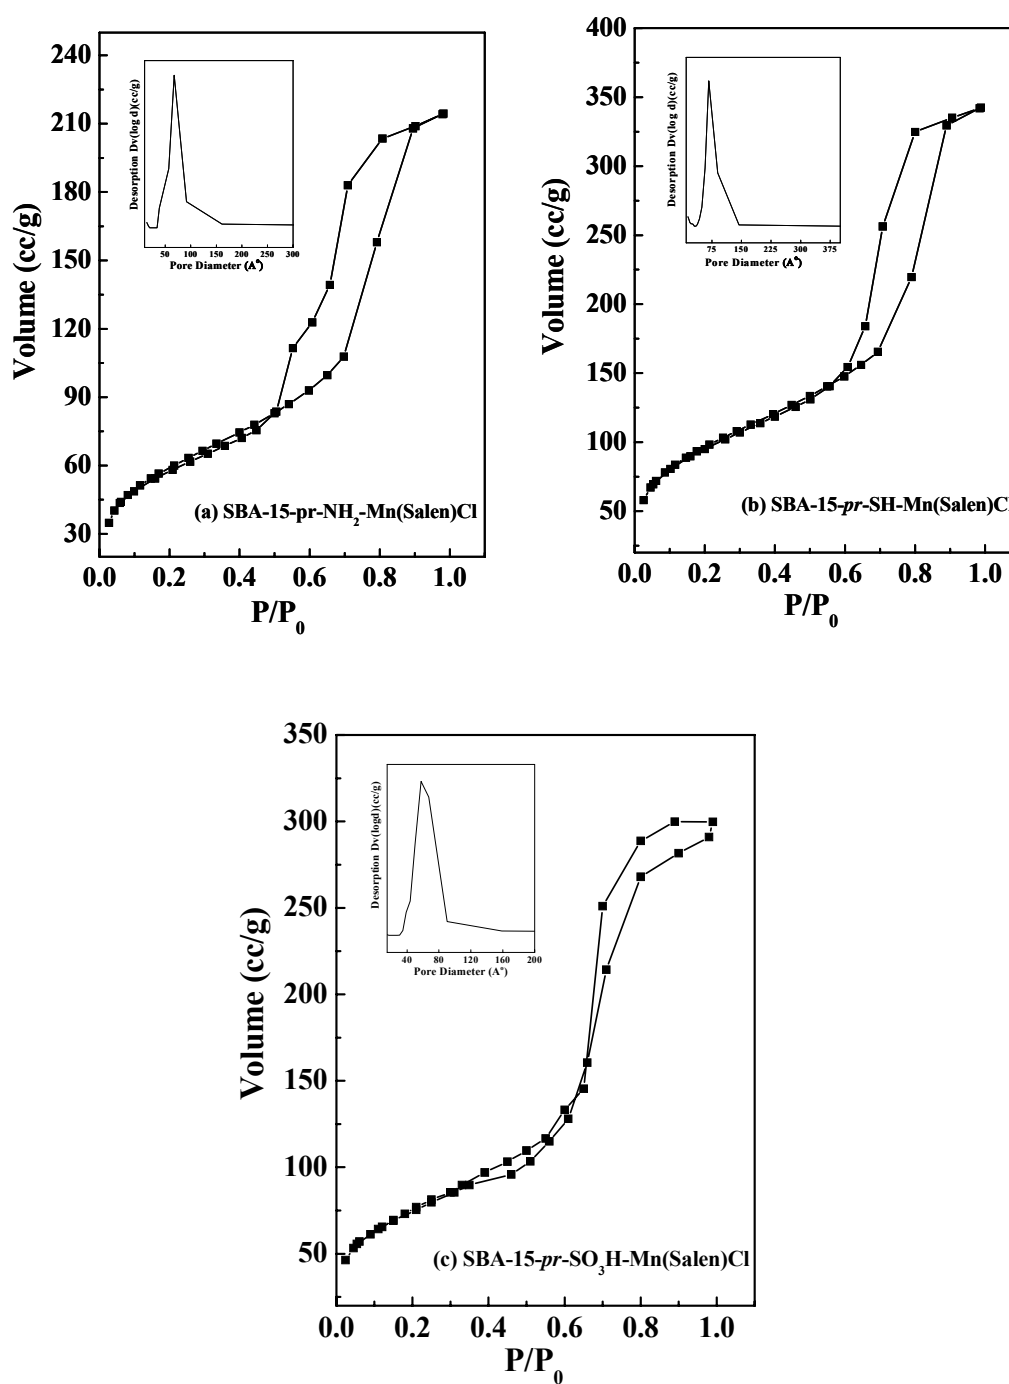 240
210
180
150
120
90
60
30
Volume (cc/g)
0.0 0.2 0.4 0.6 0.8 1.0
P/P0
Desorption Dv(log d)(cc/g)
50 100 150 200 250 300
Pore Diameter (A°)
(a) SBA-15-pr-NH2-Mn(Salen)Cl
400
350
300
250
200
150
100
50
Volume (cc/g)
0.0 0.2 0.4 0.6 0.8 1.0
P/P0
Desorption Dv(log d)(cc/g)
75 150 225 300 375
Pore Diameter (A°)
(b) SBA-15-pr-SH-Mn(Salen)Cl
350
300
250
200
150
100
50
Volume (cc/g)
0.0 0.2 0.4 0.6 0.8 1.0
P/P0
Desorption Dv(logd)(cc/g)
40 80 120 160 200
Pore Diameter (A°)
(c) SBA-15-pr-SO3H-Mn(Salen)Cl